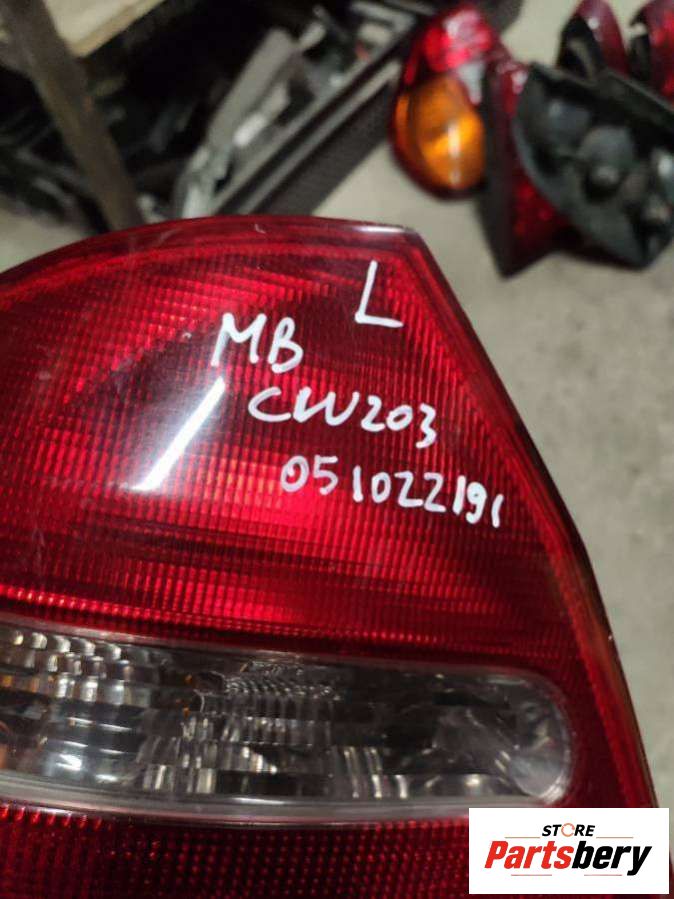 L
MB
CW203
051022191
STORE
Partsbery